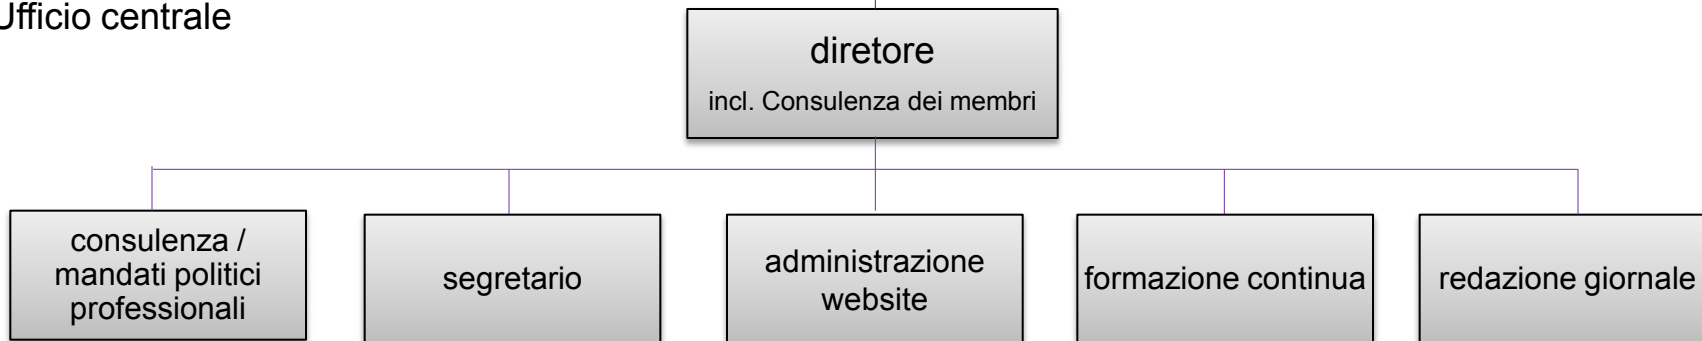 Ufficio centrale
diretore
incl. Consulenza dei membri
consulenza /
mandati politici
professionali
segretario
administrazione
website
formazione continua
redazione giornale